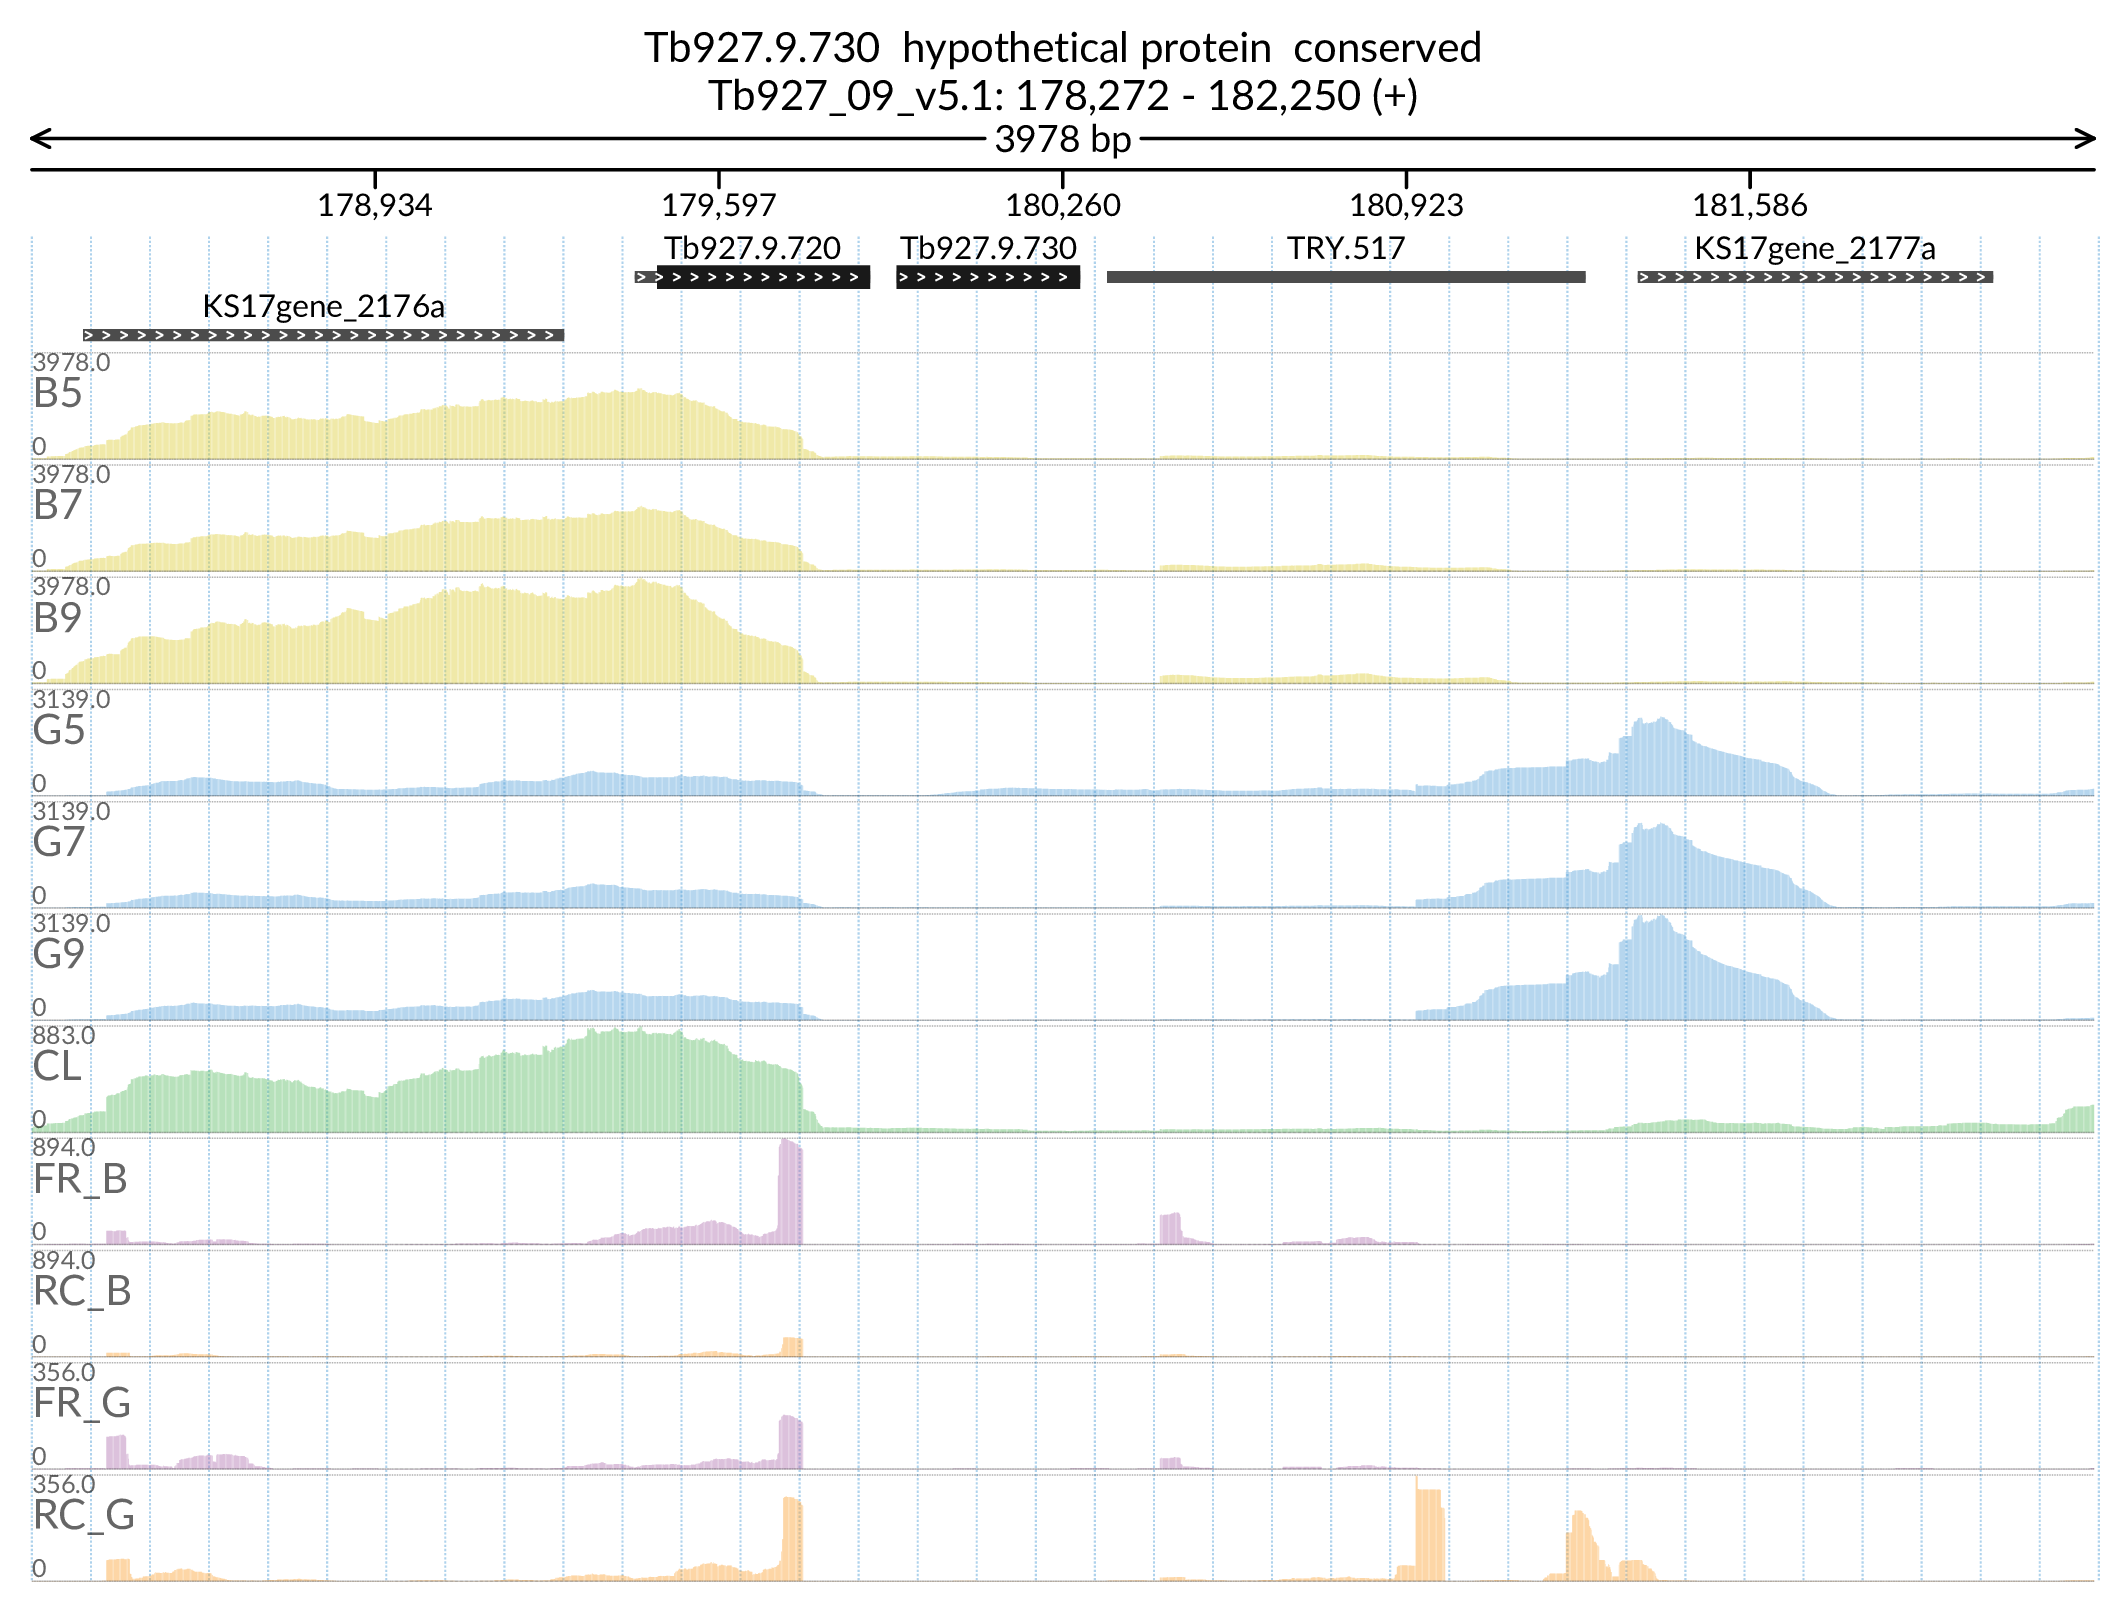 Tb927.9.730  hypothetical protein  conserved
Tb927_09_v5.1: 178,272 - 182,250 (+)
3978 bp
178,934 179,597 180,260 180,923 181,586
Tb927.9.720 Tb927.9.730 TRY.517 KS17gene_2177a
KS17gene_2176a
3978.0
B5
0
3978.0
B7
0
3978.0
B9
0
3139.0
G5
0
3139.0
G7
0
3139.0
G9
0
883.0
CL
0
894.0
FR_B
0
894.0
RC_B
0
356.0
FR_G
0
356.0
RC_G
0